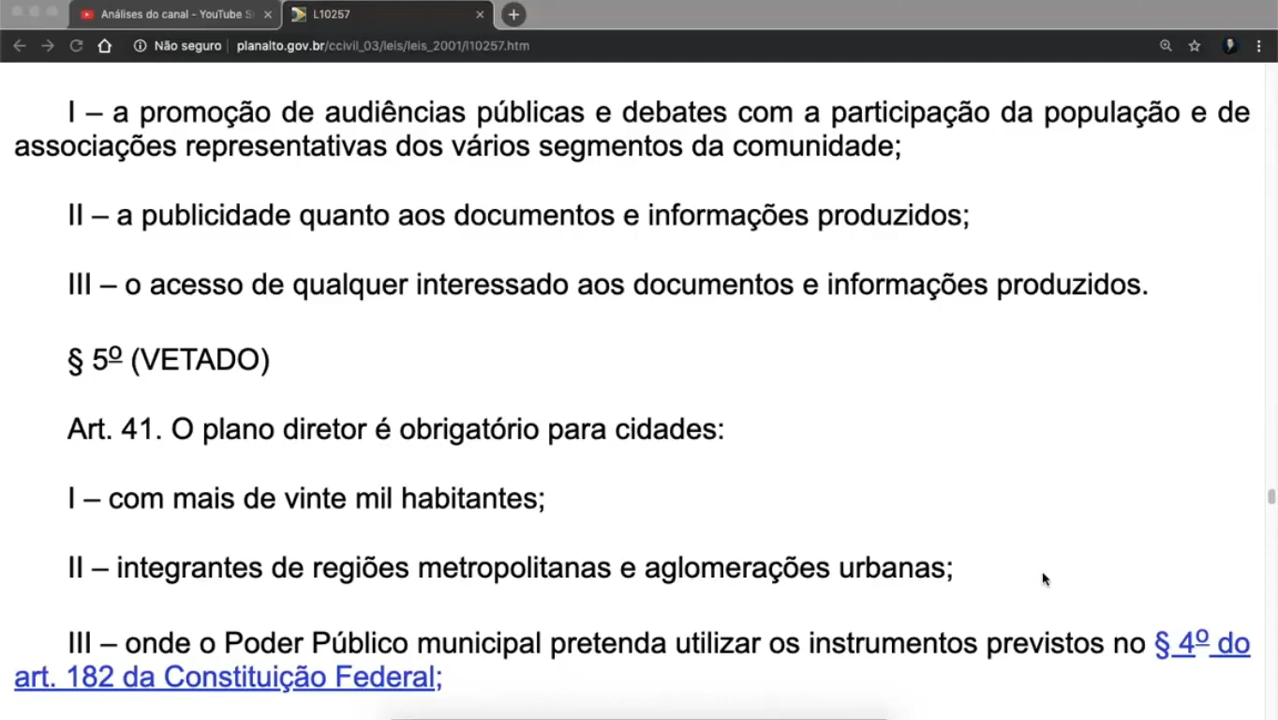 Análises do canal - YouTube S
L10257
Não seguro
planalto.gov.br/ccivil_03/leis/leis_2001/l10257.htm
I – a promoção de audiências públicas e debates com a participação da população e de
associações representativas dos vários segmentos da comunidade;
II – a publicidade quanto aos documentos e informações produzidos;
III – o acesso de qualquer interessado aos documentos e informações produzidos.
§ 5º (VETADO)
Art. 41. O plano diretor é obrigatório para cidades:
I – com mais de vinte mil habitantes;
II – integrantes de regiões metropolitanas e aglomerações urbanas;
III – onde o Poder Público municipal pretenda utilizar os instrumentos previstos no § 4º do
art. 182 da Constituição Federal;